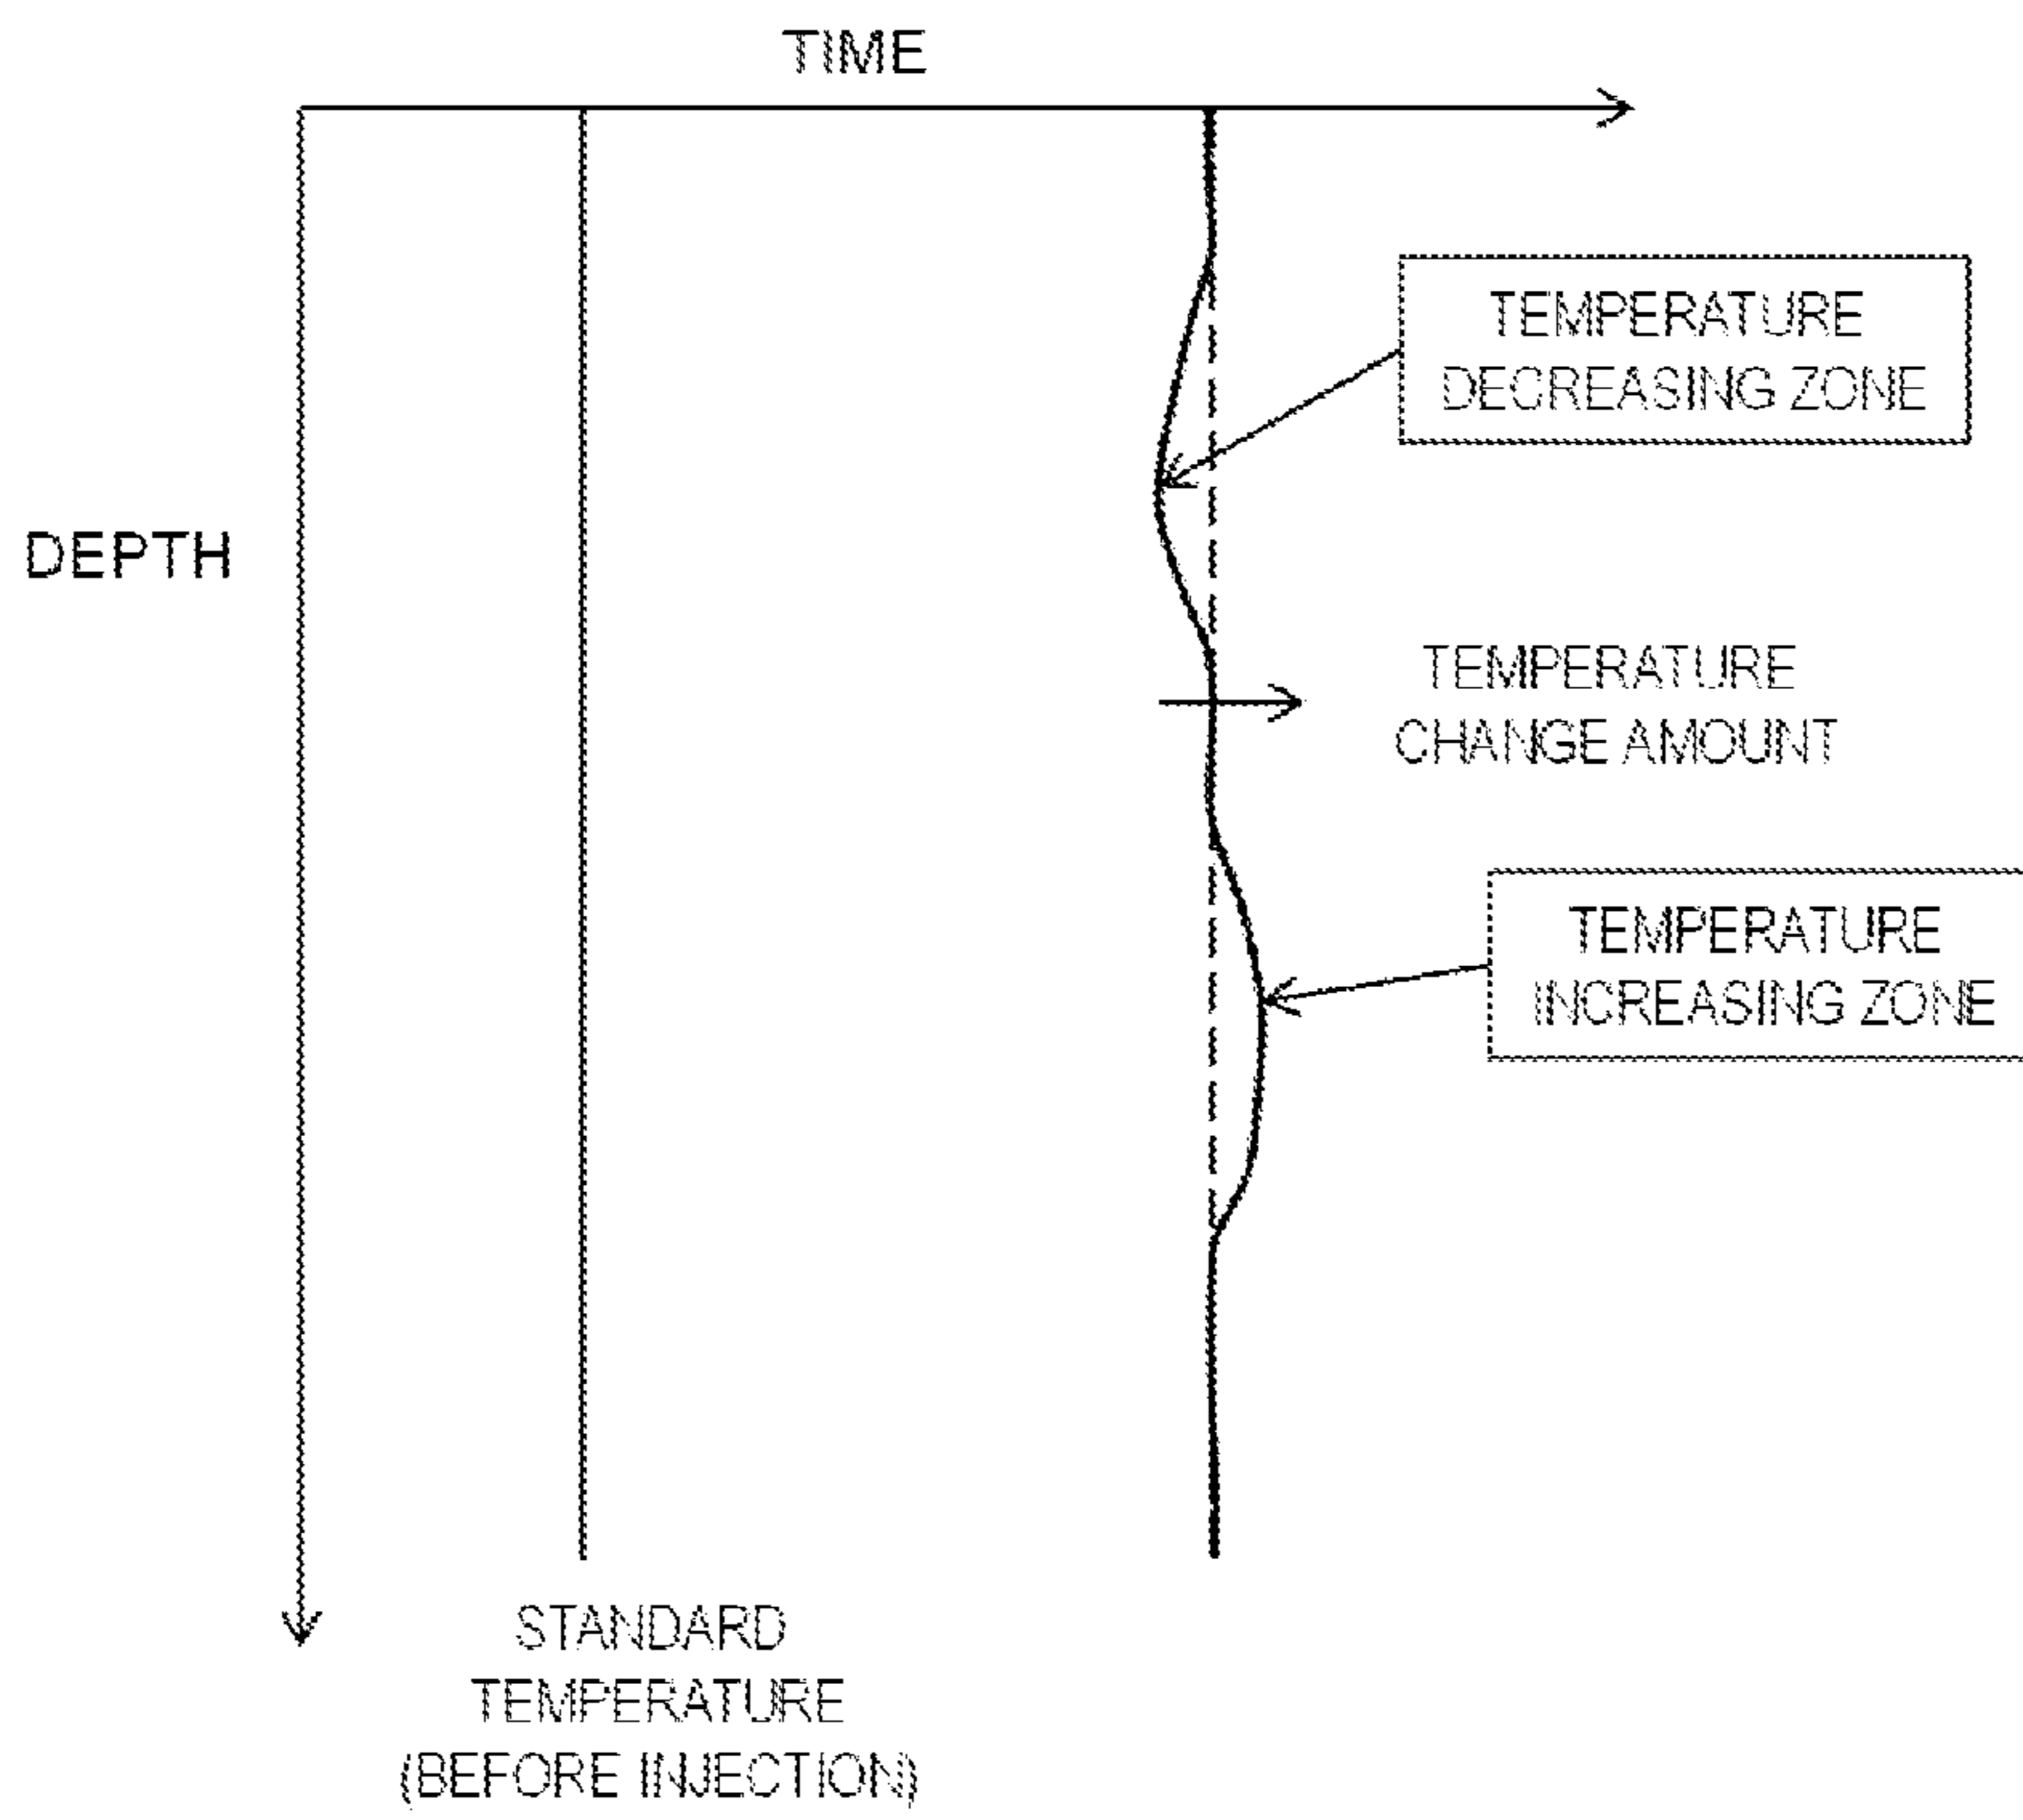 TIME
TEMPERATURE
DECREASING ZONE
DEPTH
TEMPERATURE
CHANGE AMOUNT
TEMPERATURE
INCREASING ZONE
STANDARD
TEMPERATURE
(BEFORE INJECTION)